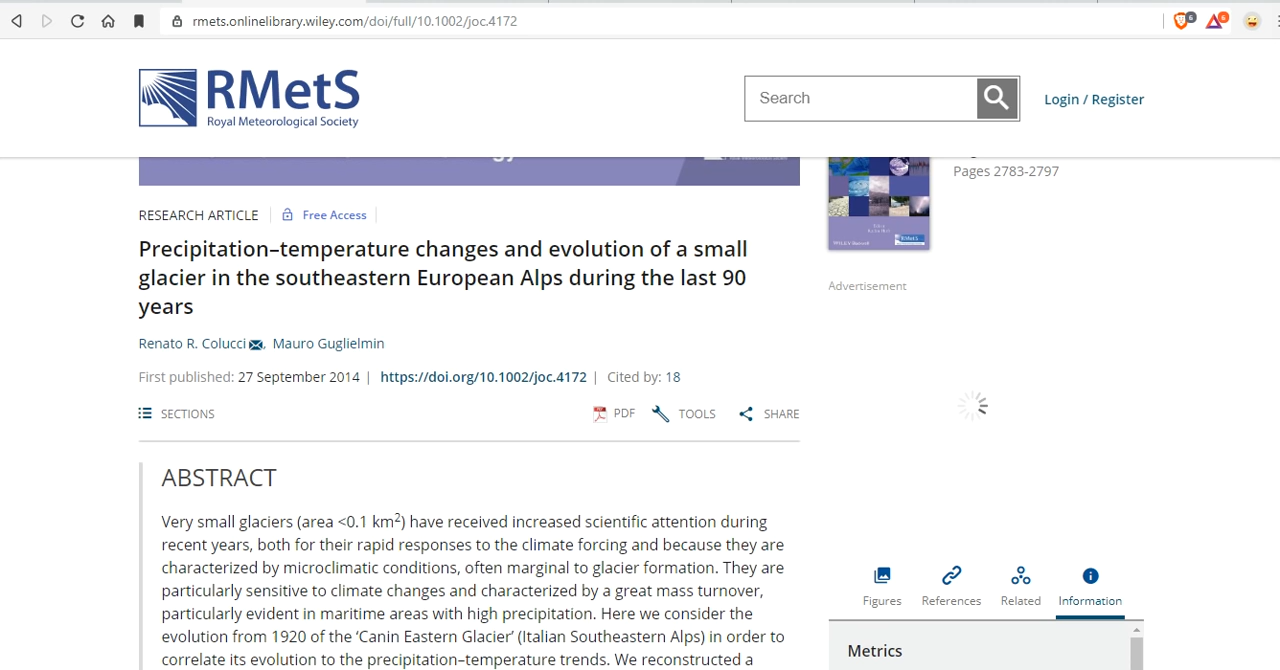 rmets.onlinelibrary.wiley.com/doi/full/10.1002/joc.4172
6
6
RMetS
Royal Meteorological Society
Search
Login / Register
Pages 2783-2797
RESEARCH ARTICLE
Free Access
Precipitation–temperature changes and evolution of a small
glacier in the southeastern European Alps during the last 90
years
Renato R. Colucci, Mauro Guglielmin
First published: 27 September 2014 | https://doi.org/10.1002/joc.4172 | Cited by: 18
SECTIONS
PDF
TOOLS
SHARE
Advertisement
ABSTRACT
Very small glaciers (area <0.1 km²) have received increased scientific attention during
recent years, both for their rapid responses to the climate forcing and because they are
characterized by microclimatic conditions, often marginal to glacier formation. They are
particularly sensitive to climate changes and characterized by a great mass turnover,
particularly evident in maritime areas with high precipitation. Here we consider the
evolution from 1920 of the ‘Canin Eastern Glacier’ (Italian Southeastern Alps) in order to
correlate its evolution to the precipitation–temperature trends. We reconstructed a
Figures
References
Related
Information
Metrics